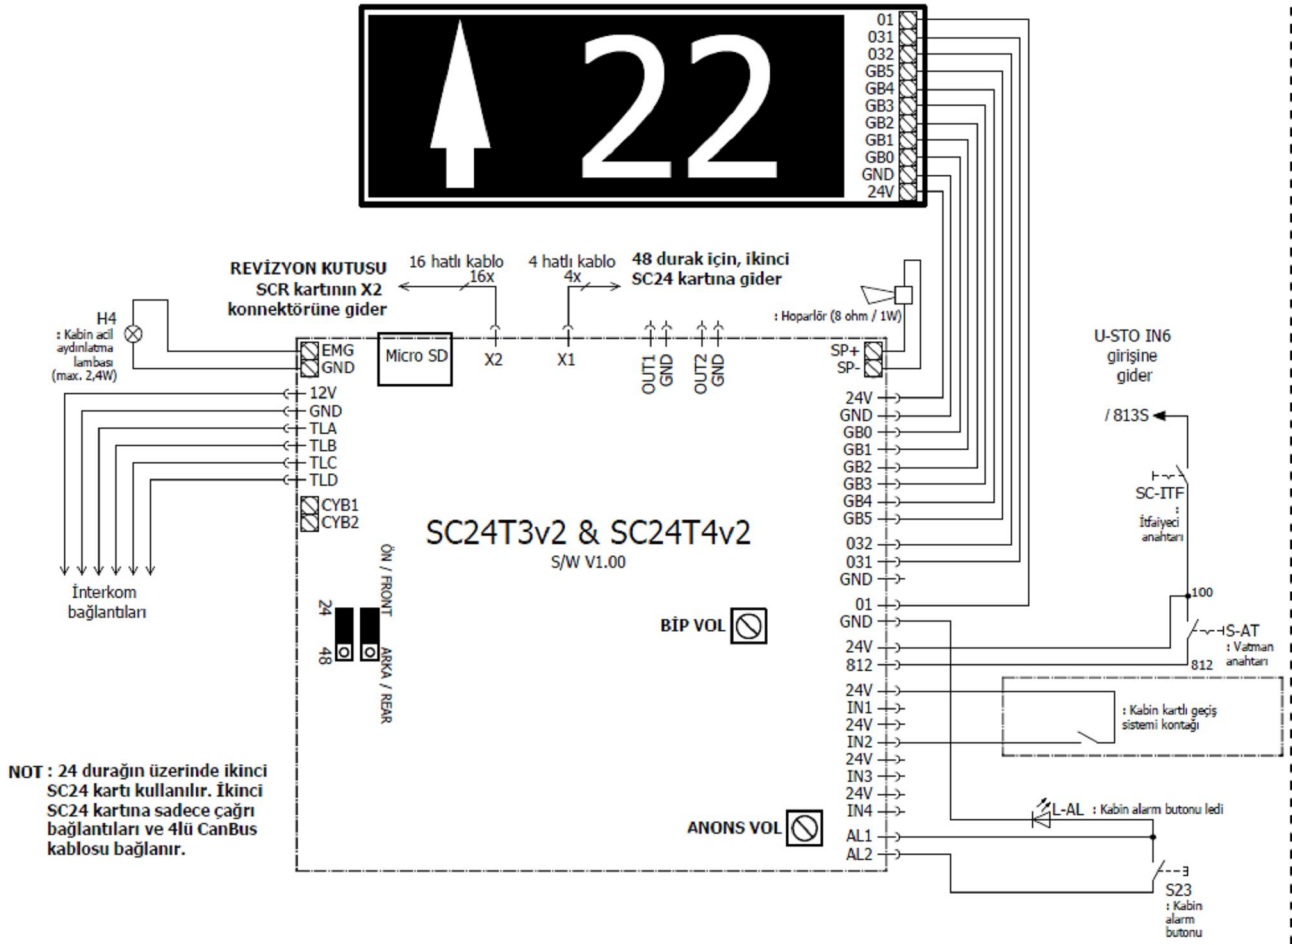 01
031
032
GB5
GB4
GB3
GB2
GB1
GB0
GND
24V
22
REVİZYON KUTUSU
SCR kartının X2
konnektörüne gider
16 hatlı kablo
16x
4 hatlı kablo
4x
48 durak için, ikinci
SC24 kartına gider
H4
: Kabin acil
aydınlatma
lambası
(max. 2,4W)
: Hoparlör (8 ohm / 1W)
EMG
GND
Micro SD
X2
X1
OUT1
GND
OUT2
GND
SP+
SP-
12V
GND
TLA
TLB
TLC
TLD
CYB1
CYB2
İnterkom
bağlantıları
SC24T3v2 & SC24T4v2
S/W V1.00
ÖN / FRONT
ARKA / REAR
24
48
BİP VOL
ANONS VOL
24V
GND
GB0
GB1
GB2
GB3
GB4
GB5
032
031
GND
01
GND
24V
812
24V
IN1
24V
IN2
24V
IN3
24V
IN4
AL1
AL2
U-STO IN6
girişine
gider
/ 813S
SC-ITF
:
İtfaiyeci
anahtarı
100
S-AT
: Vatman
anahtarı
812
: Kabin kartlı geçiş
sistemi kontağı
L-AL : Kabin alarm butonu ledi
S23
: Kabin
alarm
butonu
NOT : 24 durağın üzerinde ikinci
SC24 kartı kullanılır. İkinci
SC24 kartına sadece çağrı
bağlantıları ve 4lü CanBus
kablosu bağlanır.